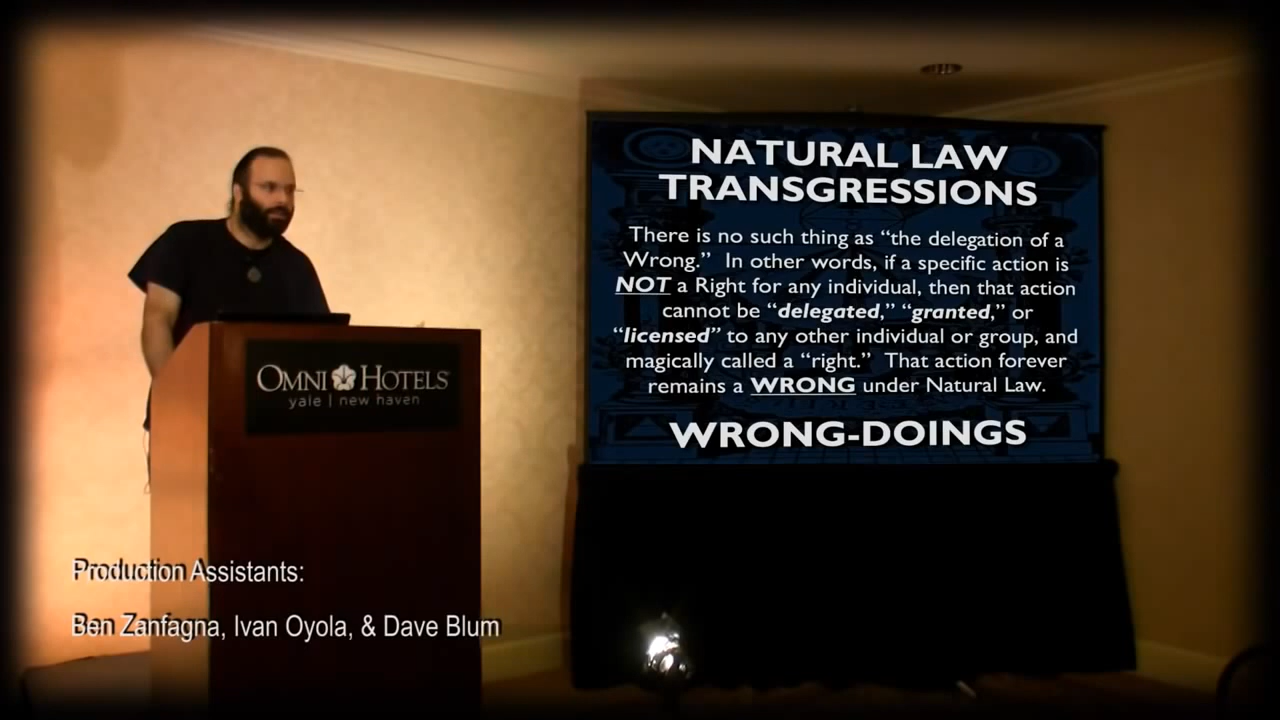 NATURAL LAW
TRANSGRESSIONS
There is no such thing as “the delegation of a
Wrong.” In other words, if a specific action is
NOT a Right for any individual, then that action
cannot be “delegated,” “granted,” or
“licensed” to any other individual or group, and
magically called a “right.” That action forever
remains a WRONG under Natural Law.
WRONG-DOINGS
OMNI HOTELS
yale | new haven
Production Assistants:
Ben Zanfagna, Ivan Oyola, & Dave Blum